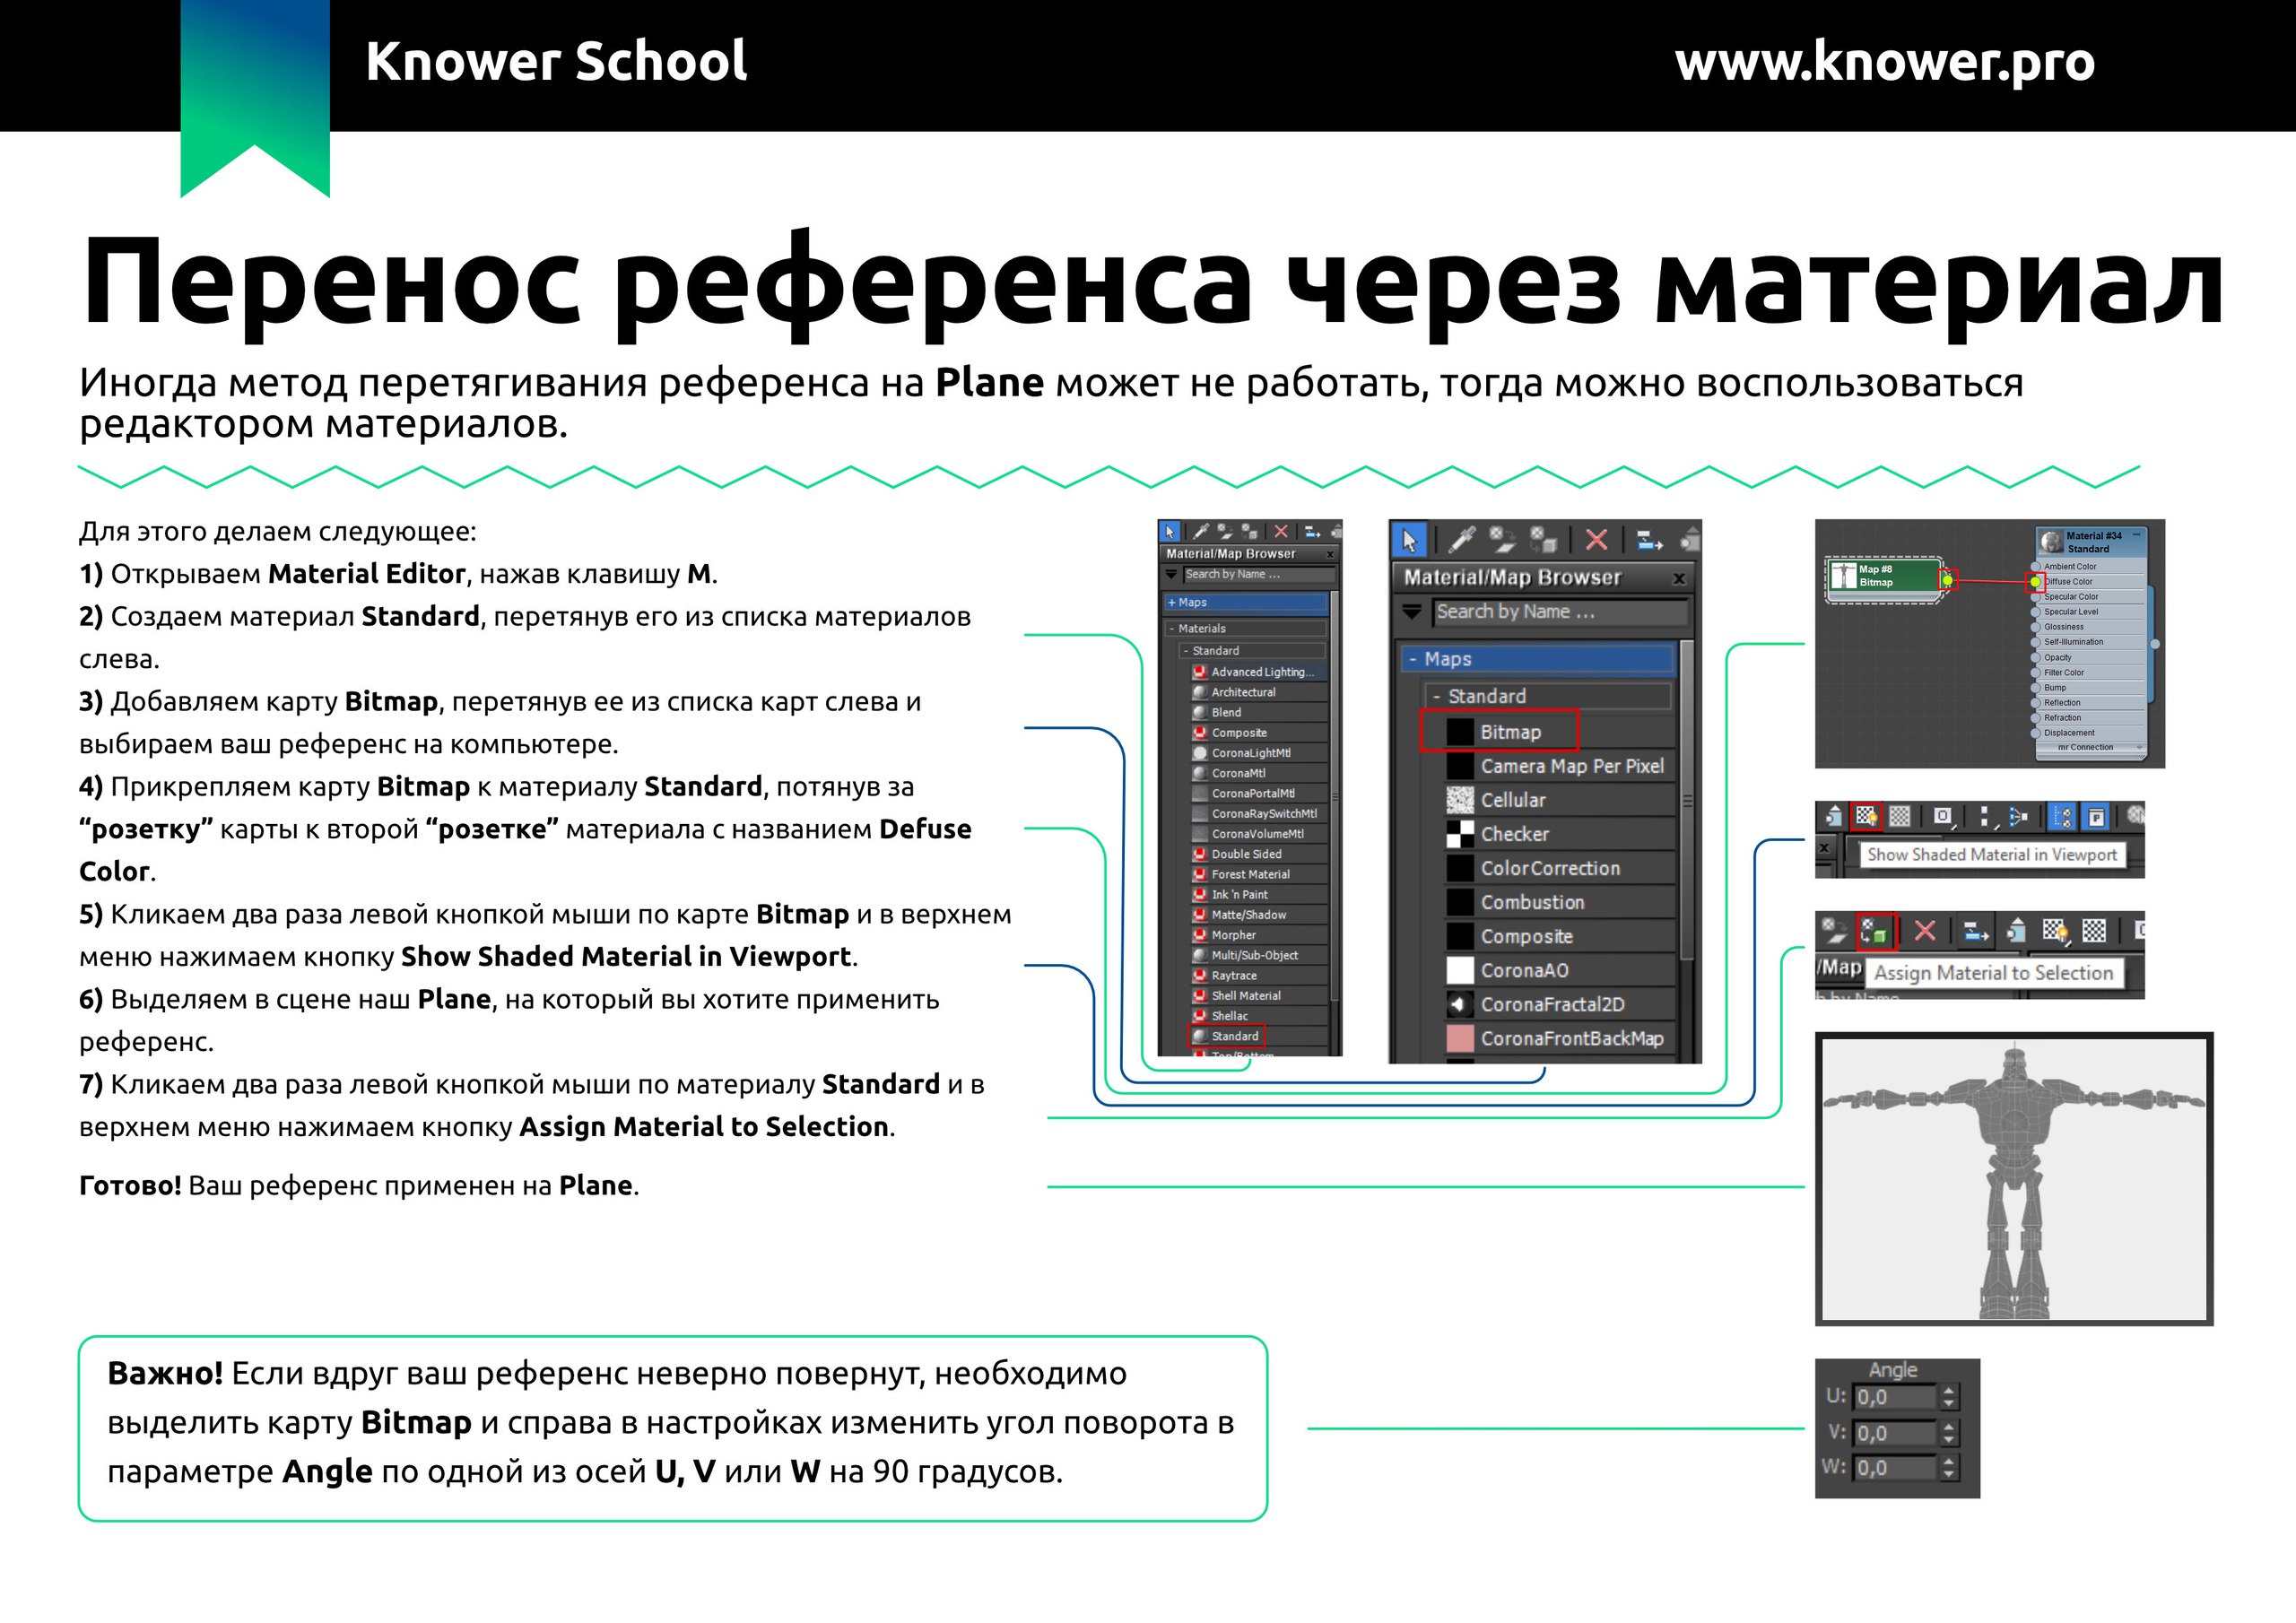 Knower School
www.knower.pro
Перенос референса через материал
Иногда метод перетягивания референса на Plane может не работать, тогда можно воспользоваться
редактором материалов.
Для этого делаем следующее:
1) Открываем Material Editor, нажав клавишу M.
2) Создаем материал Standard, перетянув его из списка материалов
слева.
3) Добавляем карту Bitmap, перетянув ее из списка карт слева и
выбираем ваш референс на компьютере.
4) Прикрепляем карту Bitmap к материалу Standard, потянув за
“розетку” карты к второй “розетке” материала с названием Defuse
Color.
5) Кликаем два раза левой кнопкой мыши по карте Bitmap и в верхнем
меню нажимаем кнопку Show Shaded Material in Viewport.
6) Выделяем в сцене наш Plane, на который вы хотите применить
референс.
7) Кликаем два раза левой кнопкой мыши по материалу Standard и в
верхнем меню нажимаем кнопку Assign Material to Selection.
Готово! Ваш референс применен на Plane.
Важно! Если вдруг ваш референс неверно повернут, необходимо
выделить карту Bitmap и справа в настройках изменить угол поворота в
параметре Angle по одной из осей U, V или W на 90 градусов.
Material/Map Browser
Search by Name ...
+ Maps
- Materials
- Standard
Advanced Lighting...
Architectural
Blend
Composite
CoronaLightMtl
CoronaMtl
CoronaPortalMtl
CoronaRaySwitchMtl
CoronaVolumeMtl
Double Sided
Forest Material
Ink 'n Paint
Matte/Shadow
Morpher
Multi/Sub-Object
Raytrace
Shell Material
Shellac
Standard
Top/Bottom
Material/Map Browser
Search by Name ...
- Maps
- Standard
Bitmap
Camera Map Per Pixel
Cellular
Checker
ColorCorrection
Combustion
Composite
CoronaAO
CoronaFractal2D
CoronaFrontBackMap
Map #8
Bitmap
Material #34
Standard
Ambient Color
Diffuse Color
Specular Color
Specular Level
Glossiness
Self-Illumination
Opacity
Filter Color
Bump
Reflection
Refraction
Displacement
mr Connection
Show Shaded Material in Viewport
/Map
Assign Material to Selection
h by Name
Angle
U: 0,0
V: 0,0
W: 0,0